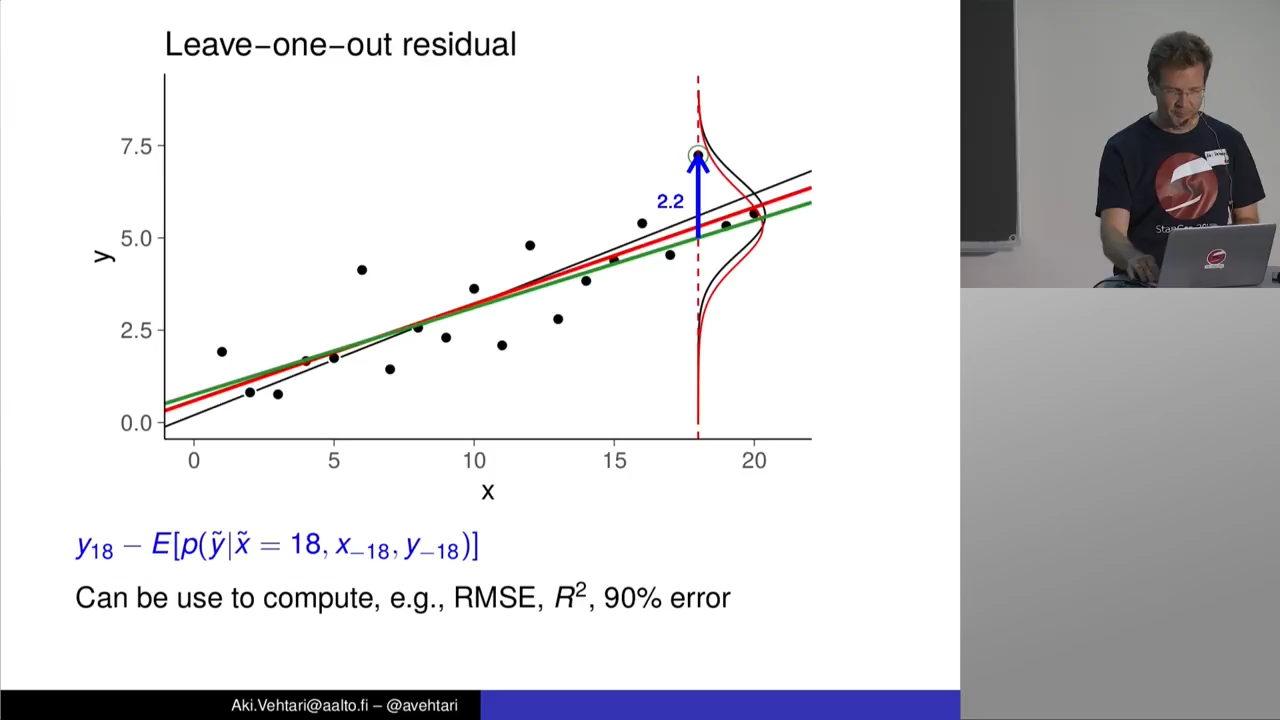 Leave−one−out residual
7.5
5.0
2.5
0.0
y
2.2
0 5 10 15 20
x
y₁₈ − E[p(ỹ|x̃ = 18, x₋₁₈, y₋₁₈)]
Can be use to compute, e.g., RMSE, R², 90% error
Aki.Vehtari@aalto.fi – @avehtari